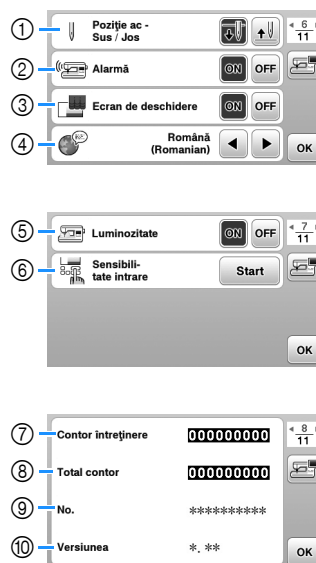 ① Poziţie ac - Sus / Jos
6
11
② Alarmă ON OFF
③ Ecran de deschidere ON OFF
④ Română (Romanian)
OK
⑤ Luminozitate ON OFF
7
11
⑥ Sensibili-
tate intrare Start
OK
⑦ Contor întreţinere 000000000
8
11
⑧ Total contor 000000000
⑨ No. **********
⑩ Versiunea *. **
OK